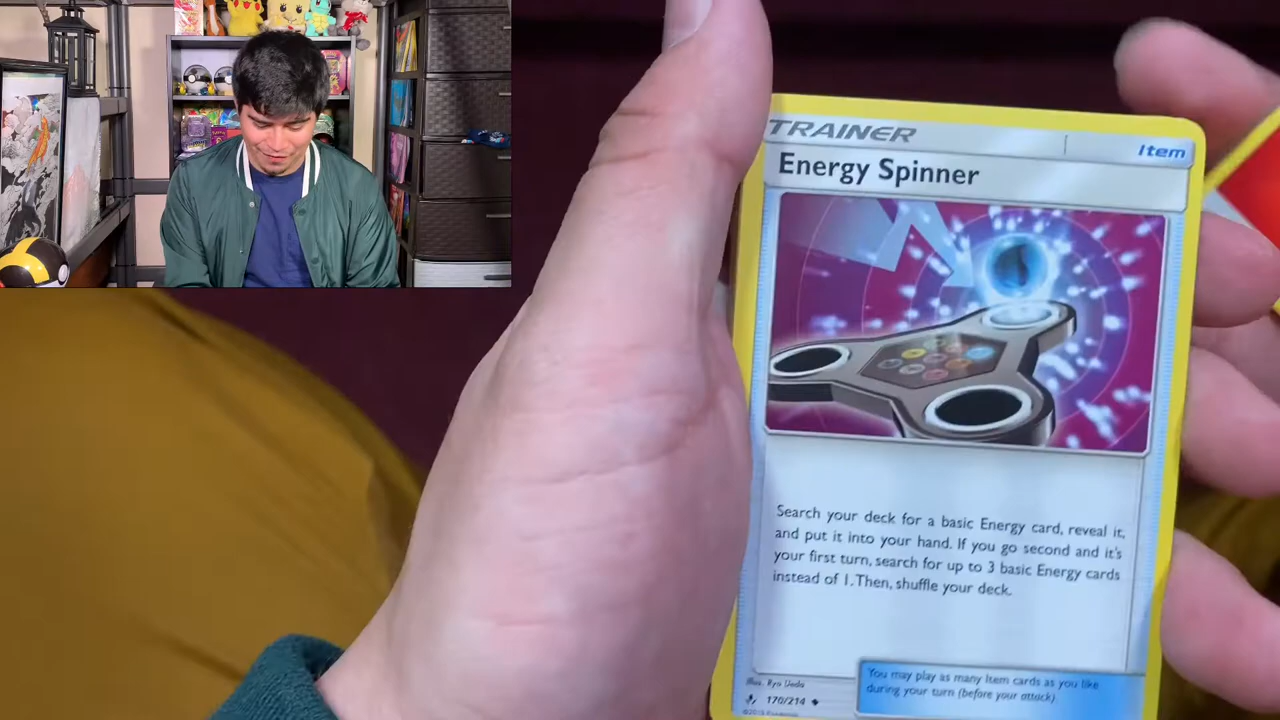 TRAINER
Item
Energy Spinner
Search your deck for a basic Energy card, reveal it,
and put it into your hand. If you go second and it's
your first turn, search for up to 3 basic Energy cards
instead of 1. Then, shuffle your deck.
You may play as many Item cards as you like
during your turn (before your attack).
Illus. Ryo Ueda
170/214